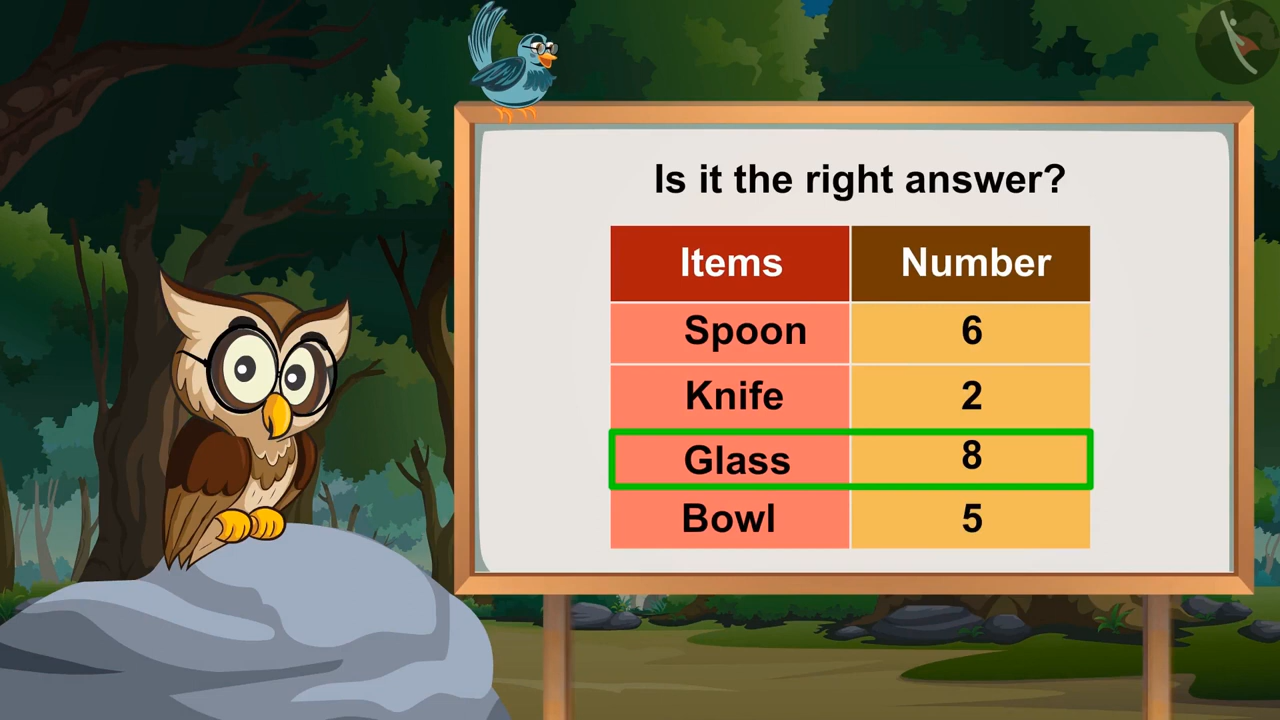 Is it the right answer?
Items Number
Spoon 6
Knife 2
Glass 8
Bowl 5